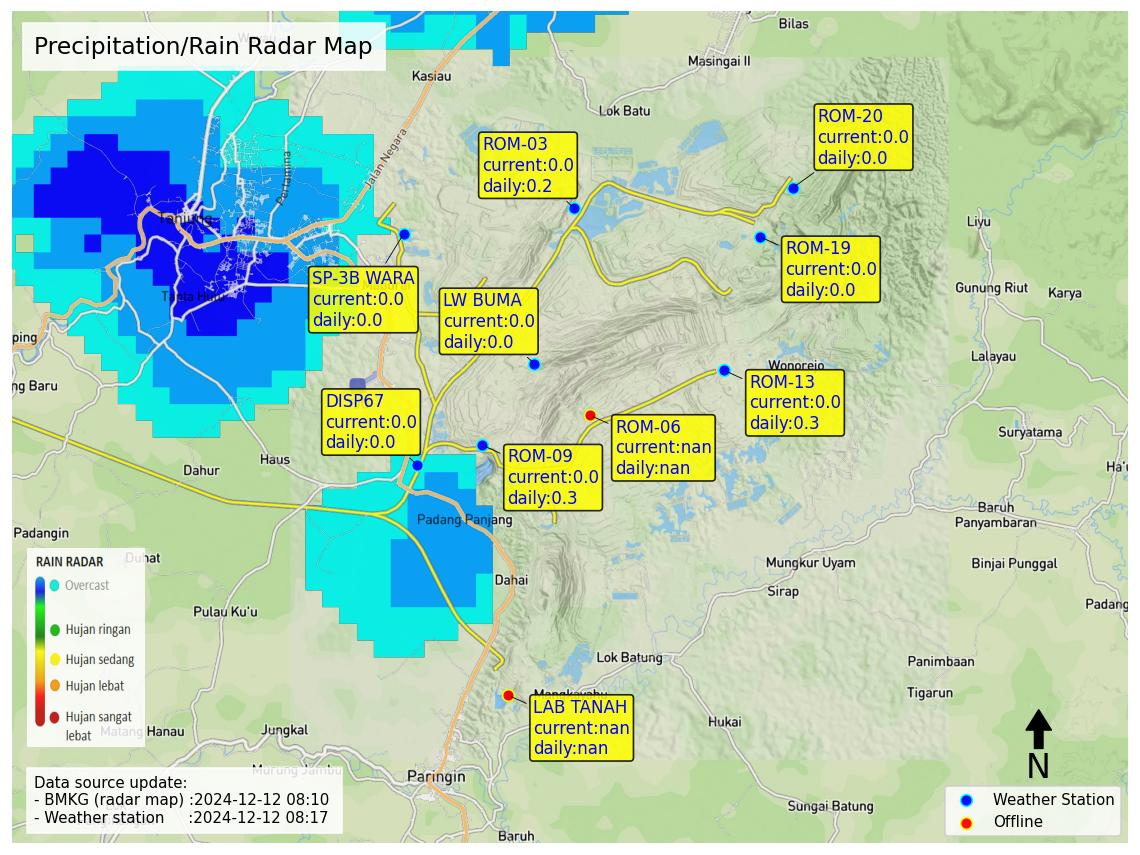 Precipitation/Rain Radar Map
Bilas
Masingai II
Kasiau
Lok Batu
Jalan Negara
Pertamina
Tanjung
ROM-03
current:0.0
daily:0.2
ROM-20
current:0.0
daily:0.0
Liyu
ROM-19
current:0.0
daily:0.0
SP-3B WARA
current:0.0
daily:0.0
LW BUMA
current:0.0
daily:0.0
Gunung Riut
Karya
Lalayau
ping
ng Baru
Wonorejo
ROM-13
current:0.0
daily:0.3
DISP67
current:0.0
daily:0.0
ROM-06
current:nan
daily:nan
Suryatama
Ha'u
ROM-09
current:0.0
daily:0.3
Dahur
Haus
Padang Panjang
Baruh
Panyambaran
Padangin
Duhat
Mungkur Uyam
Binjai Punggal
Dahai
Sirap
Padang
Pulau Ku'u
RAIN RADAR
Overcast
Hujan ringan
Hujan sedang
Hujan lebat
Hujan sangat
lebat
Lok Batung
Panimbaan
Tigarun
LAB TANAH
current:nan
daily:nan
Hukai
Matang Hanau
Jungkal
Murung Jambu
Paringin
Sungai Batung
Baruh
Data source update:
- BMKG (radar map) :2024-12-12 08:10
- Weather station :2024-12-12 08:17
N
Weather Station
Offline